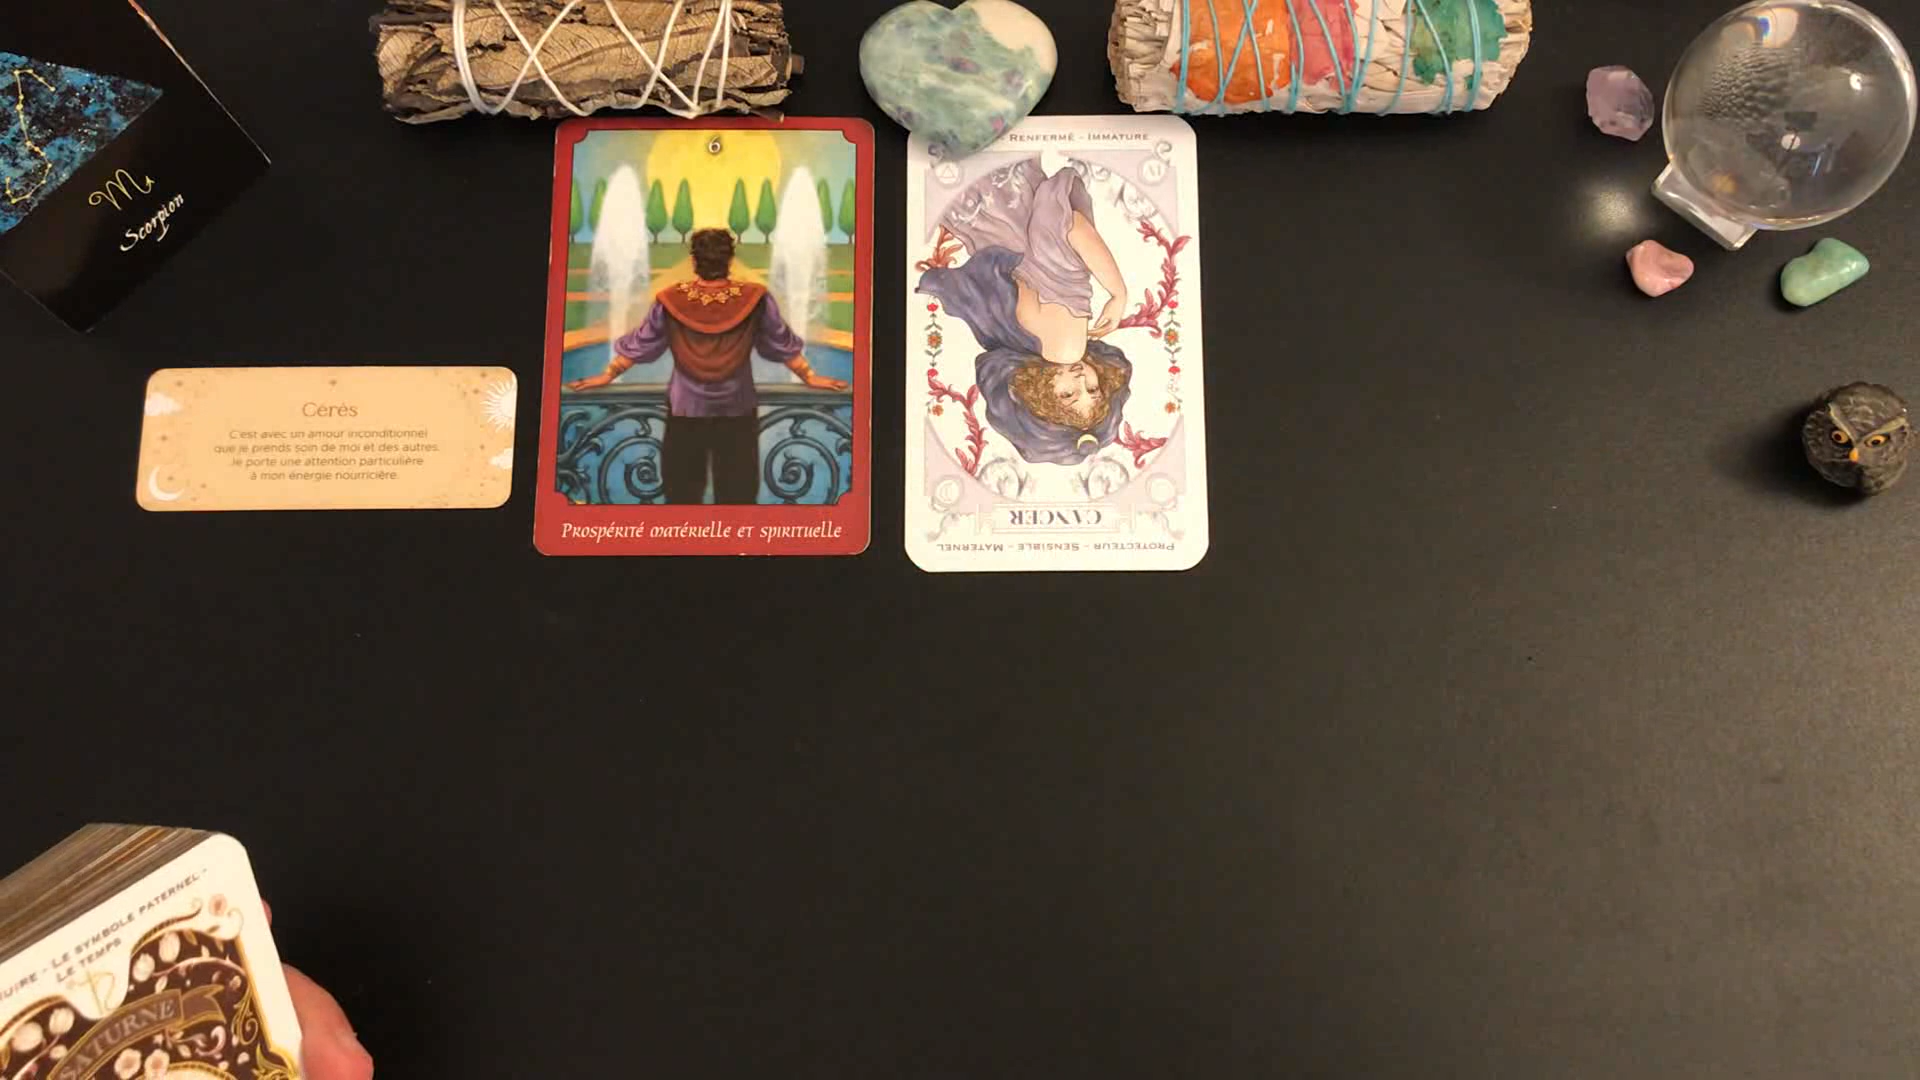 Scorpion
Cérès
C'est avec un amour inconditionnel
que je prends soin de moi et des autres.
Je porte une attention particulière
à mon énergie nourricière.
6
Prospérité matérielle et spirituelle
- Renfermé - Immature
VI
CANCER
Protecteur - Sensible - Maternel
- Le symbole paternel -
Le temps
SATURNE